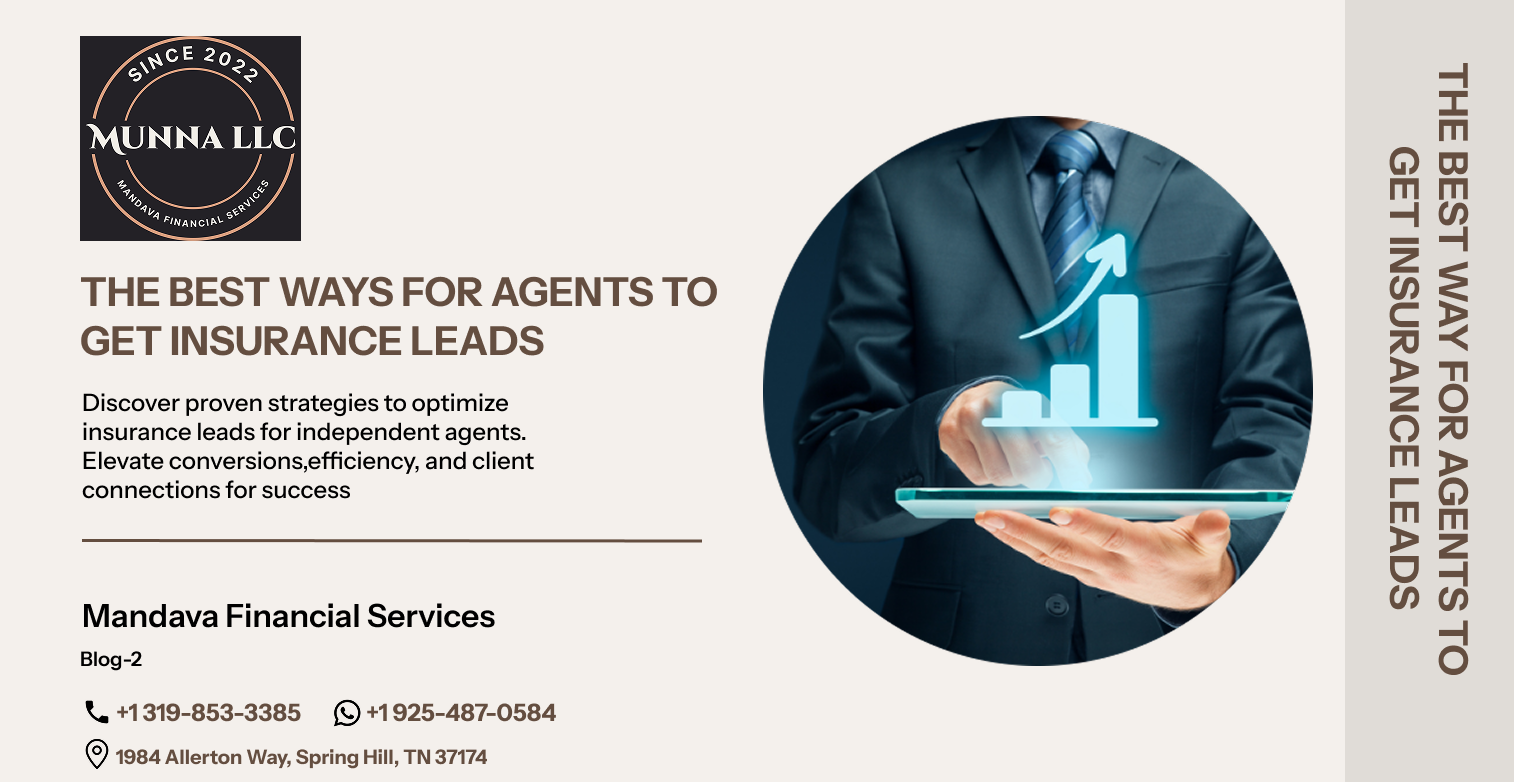 SINCE 2022
MUNNA LLC
MANDAVA FINANCIAL SERVICES
THE BEST WAYS FOR AGENTS TO
GET INSURANCE LEADS
Discover proven strategies to optimize
insurance leads for independent agents.
Elevate conversions,efficiency, and client
connections for success
Mandava Financial Services
Blog-2
+1 319-853-3385 +1 925-487-0584
1984 Allerton Way, Spring Hill, TN 37174
THE BEST WAY FOR AGENTS TO
GET INSURANCE LEADS